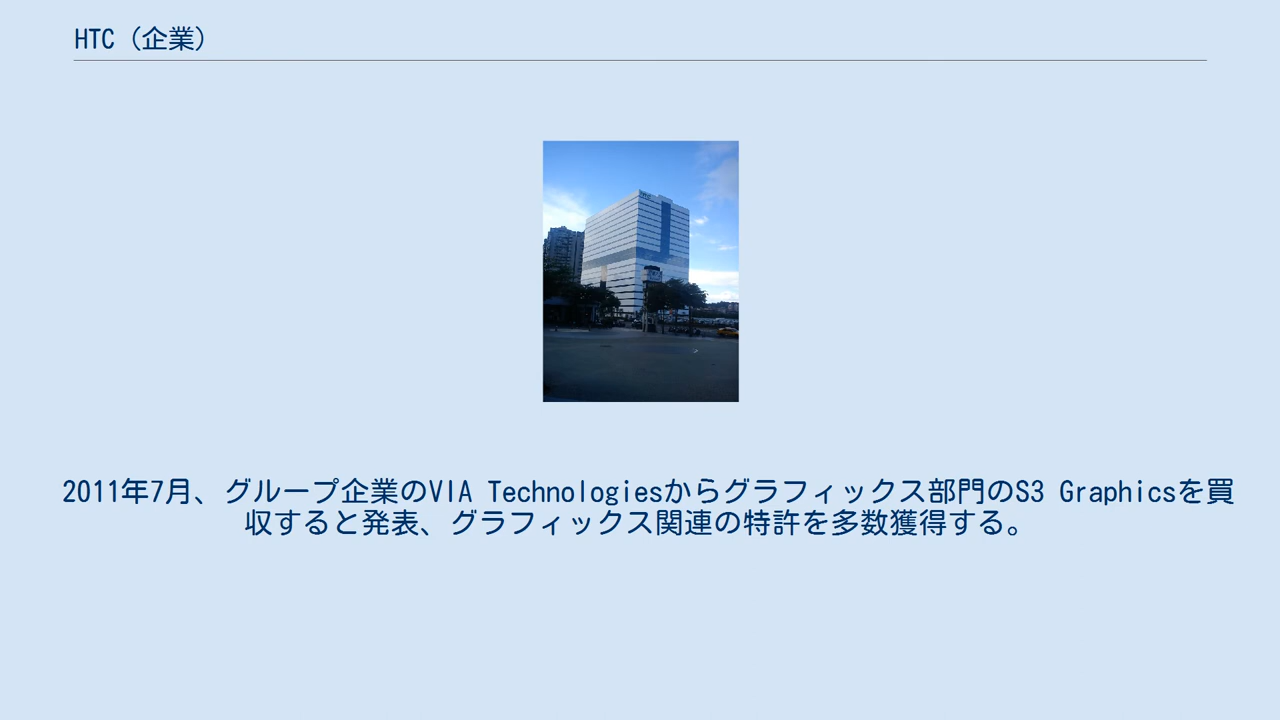 HTC（企業）
2011年7月、グループ企業のVIA Technologiesからグラフィックス部門のS3 Graphicsを買
収すると発表、グラフィックス関連の特許を多数獲得する。